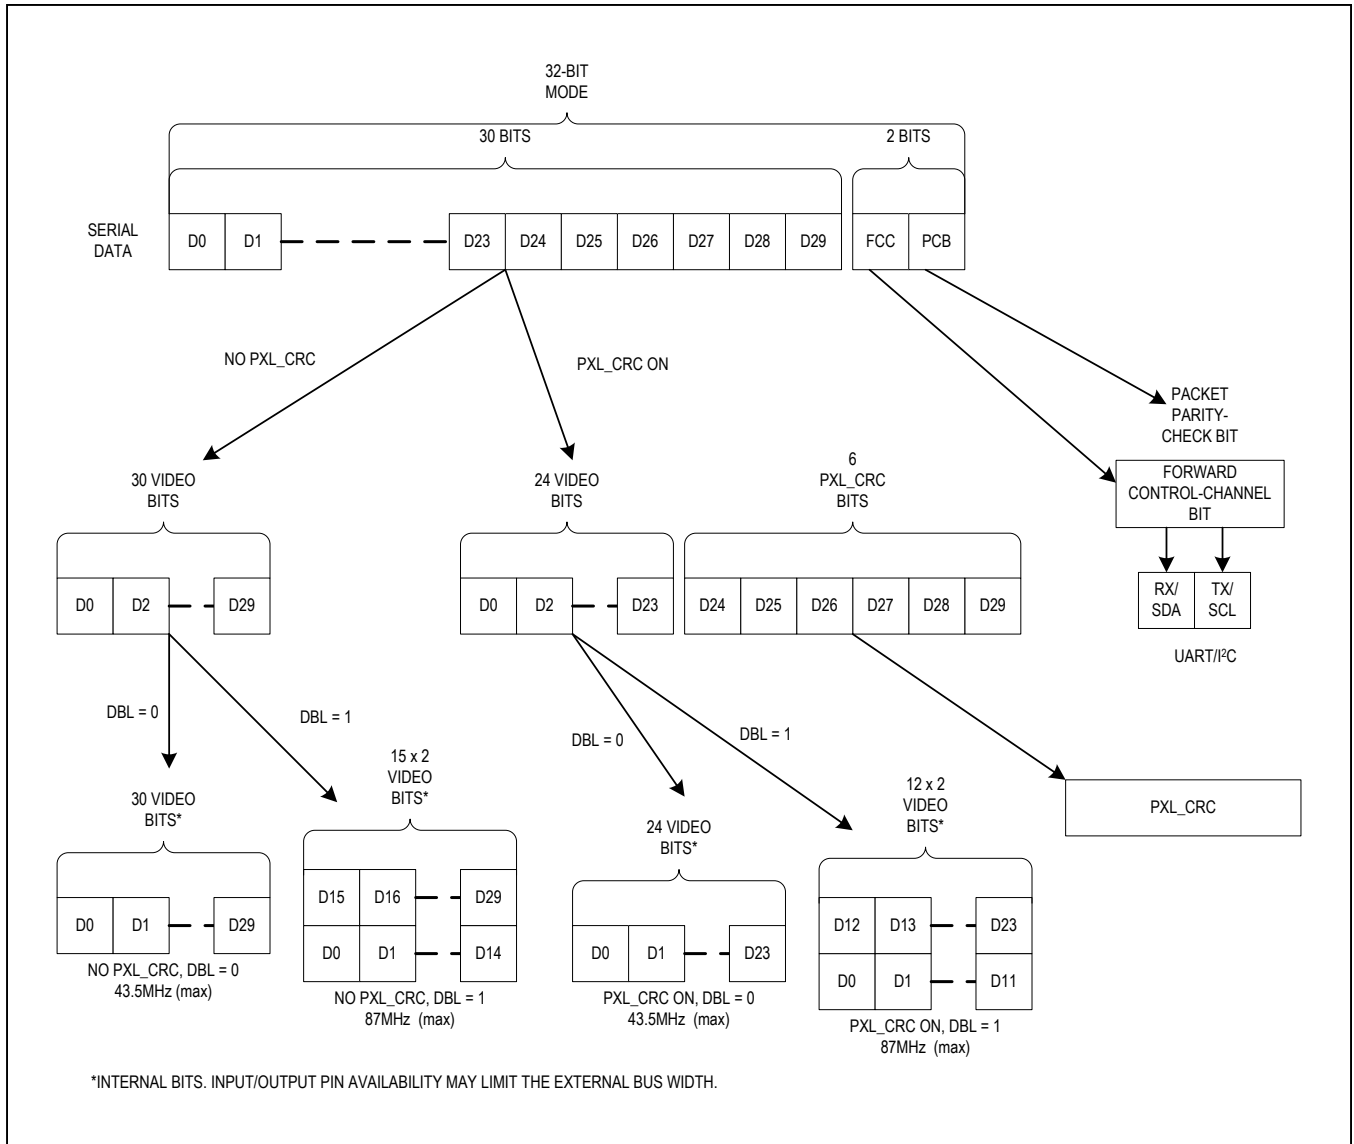 32-BIT
MODE
30 BITS
2 BITS
SERIAL
DATA
D0 D1 D23 D24 D25 D26 D27 D28 D29 FCC PCB
NO PXL_CRC
PXL_CRC ON
PACKET
PARITY-
CHECK BIT
30 VIDEO
BITS
24 VIDEO
BITS
6
PXL_CRC
BITS
FORWARD
CONTROL-CHANNEL
BIT
D0 D2 D29
D0 D2 D23
D24 D25 D26 D27 D28 D29
RX/
SDA
TX/
SCL
UART/I²C
DBL = 0
DBL = 1
DBL = 0
DBL = 1
30 VIDEO
BITS*
15 x 2
VIDEO
BITS*
24 VIDEO
BITS*
12 x 2
VIDEO
BITS*
PXL_CRC
D0 D1 D29
NO PXL_CRC, DBL = 0
43.5MHz (max)
D15 D16 D29
D0 D1 D14
NO PXL_CRC, DBL = 1
87MHz (max)
D0 D1 D23
PXL_CRC ON, DBL = 0
43.5MHz (max)
D12 D13 D23
D0 D1 D11
PXL_CRC ON, DBL = 1
87MHz (max)
*INTERNAL BITS. INPUT/OUTPUT PIN AVAILABILITY MAY LIMIT THE EXTERNAL BUS WIDTH.